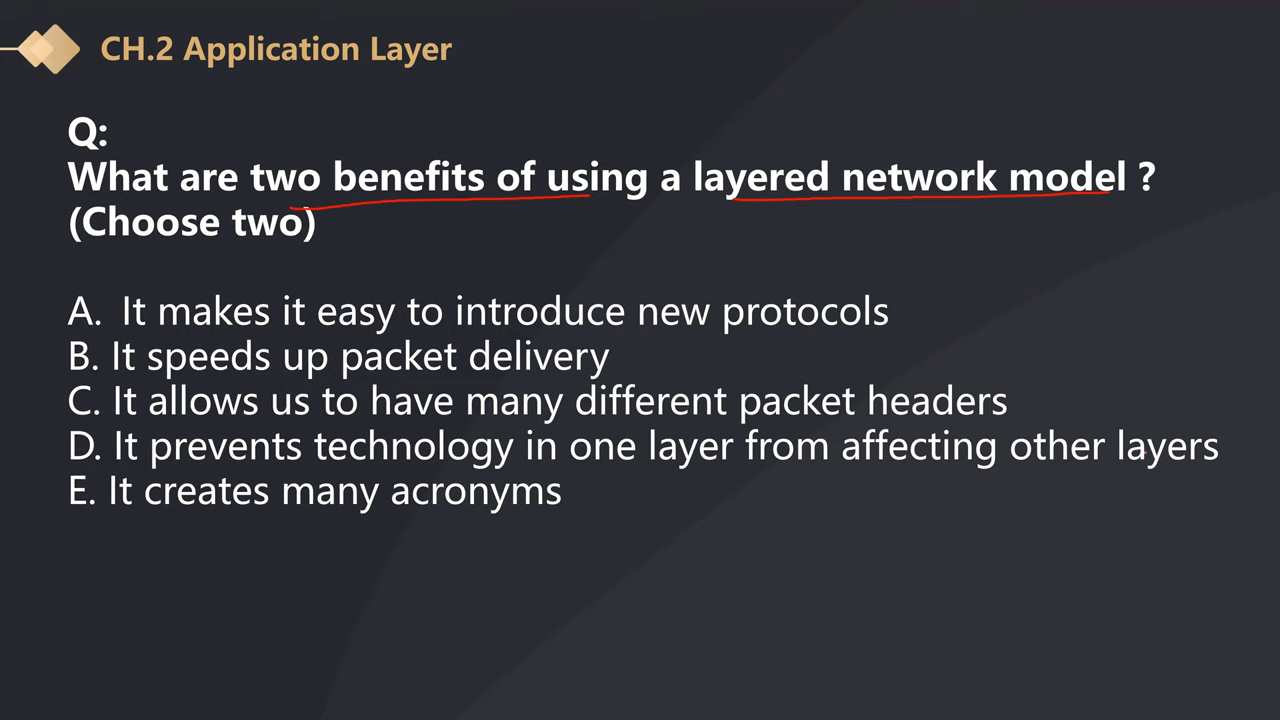 CH.2 Application Layer
Q:
What are two benefits of using a layered network model ?
(Choose two)
A. It makes it easy to introduce new protocols
B. It speeds up packet delivery
C. It allows us to have many different packet headers
D. It prevents technology in one layer from affecting other layers
E. It creates many acronyms